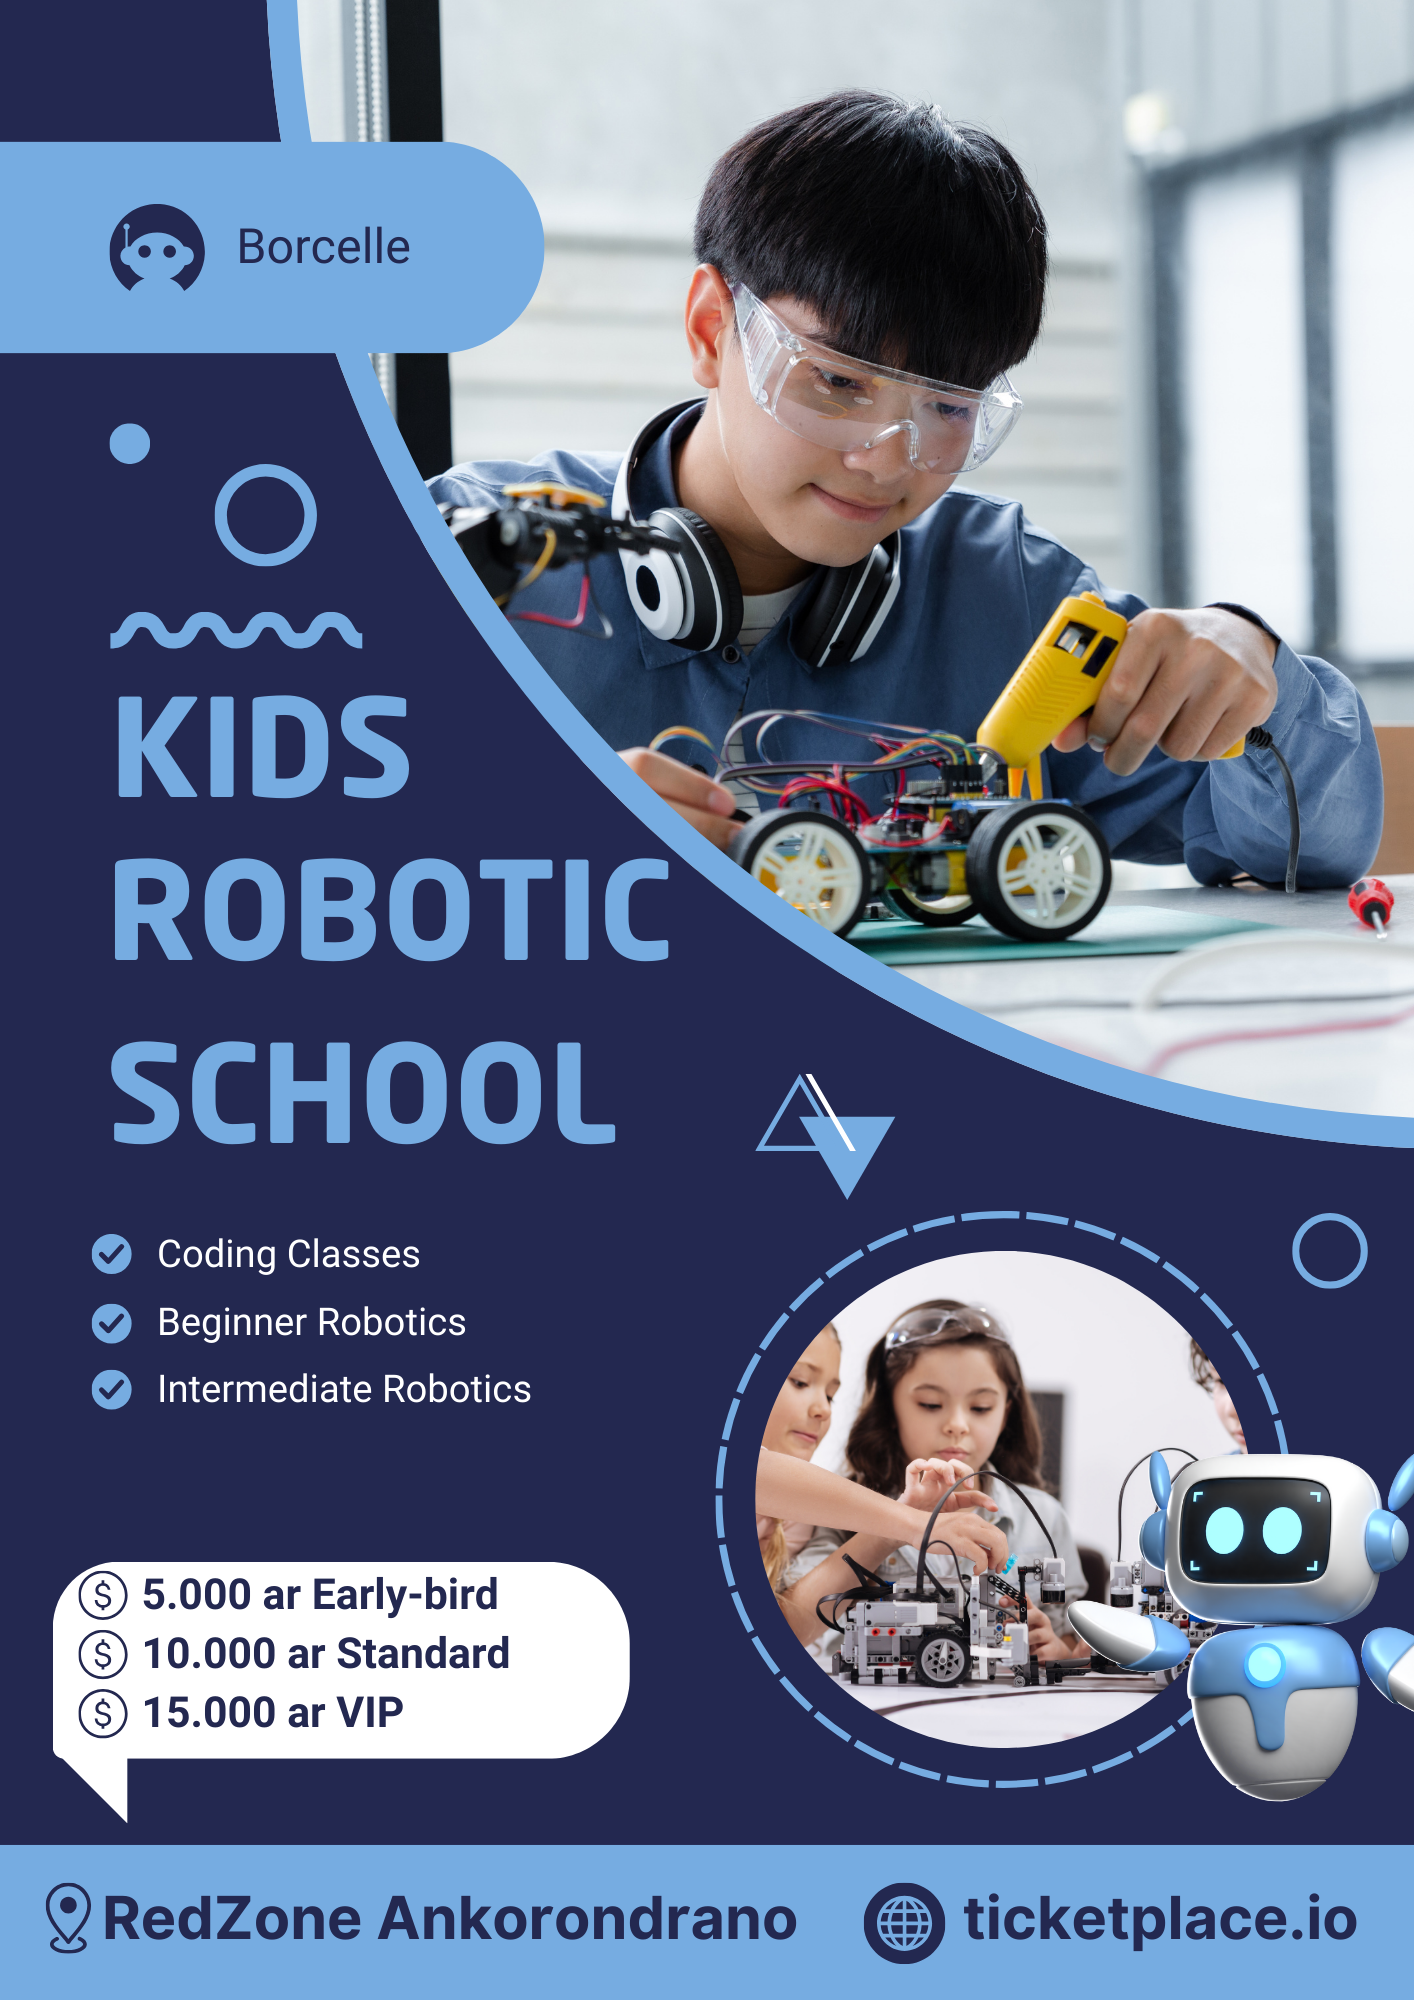 Borcelle
KIDS
ROBOTIC
SCHOOL
Coding Classes
Beginner Robotics
Intermediate Robotics
5.000 ar Early-bird
10.000 ar Standard
15.000 ar VIP
RedZone Ankorondrano
ticketplace.io